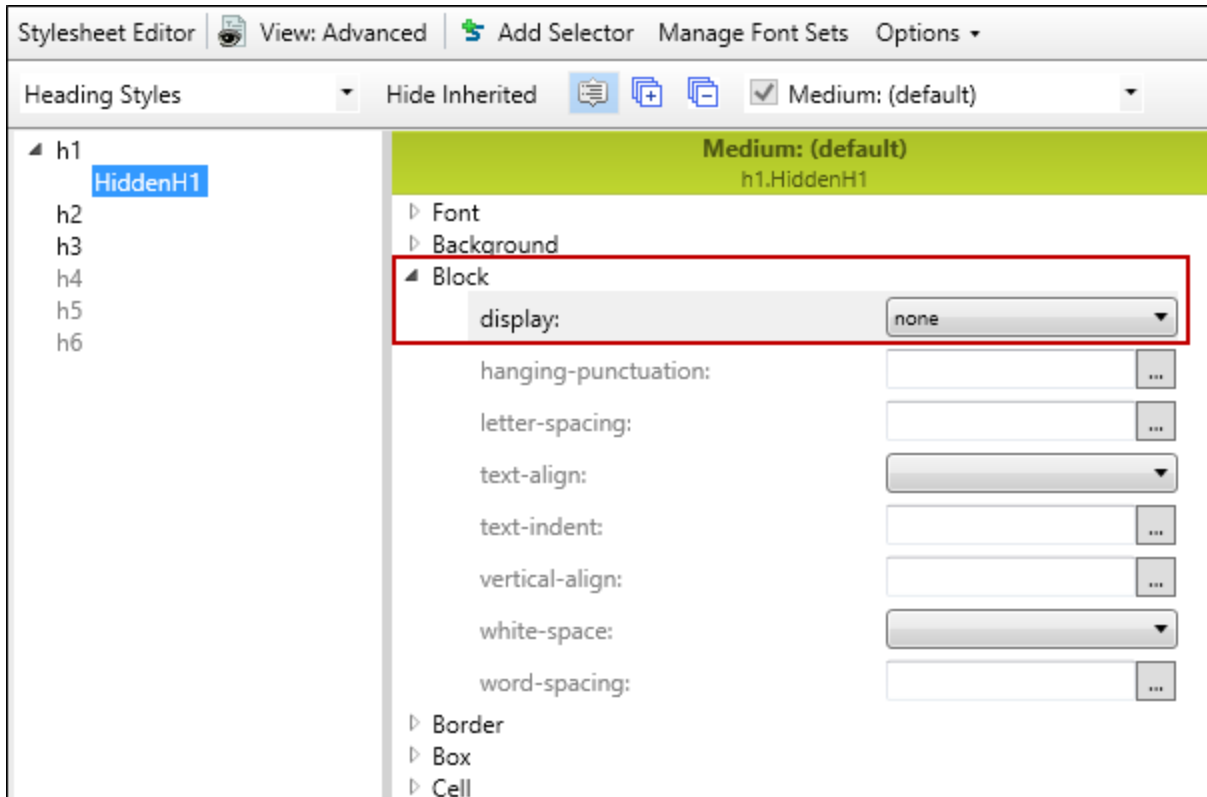 Stylesheet Editor View: Advanced Add Selector Manage Font Sets Options
Heading Styles Hide Inherited Medium: (default)
h1
HiddenH1
h2
h3
h4
h5
h6
Medium: (default)
h1.HiddenH1
Font
Background
Block
display: none
hanging-punctuation: ...
letter-spacing: ...
text-align:
text-indent: ...
vertical-align: ...
white-space:
word-spacing: ...
Border
Box
Cell